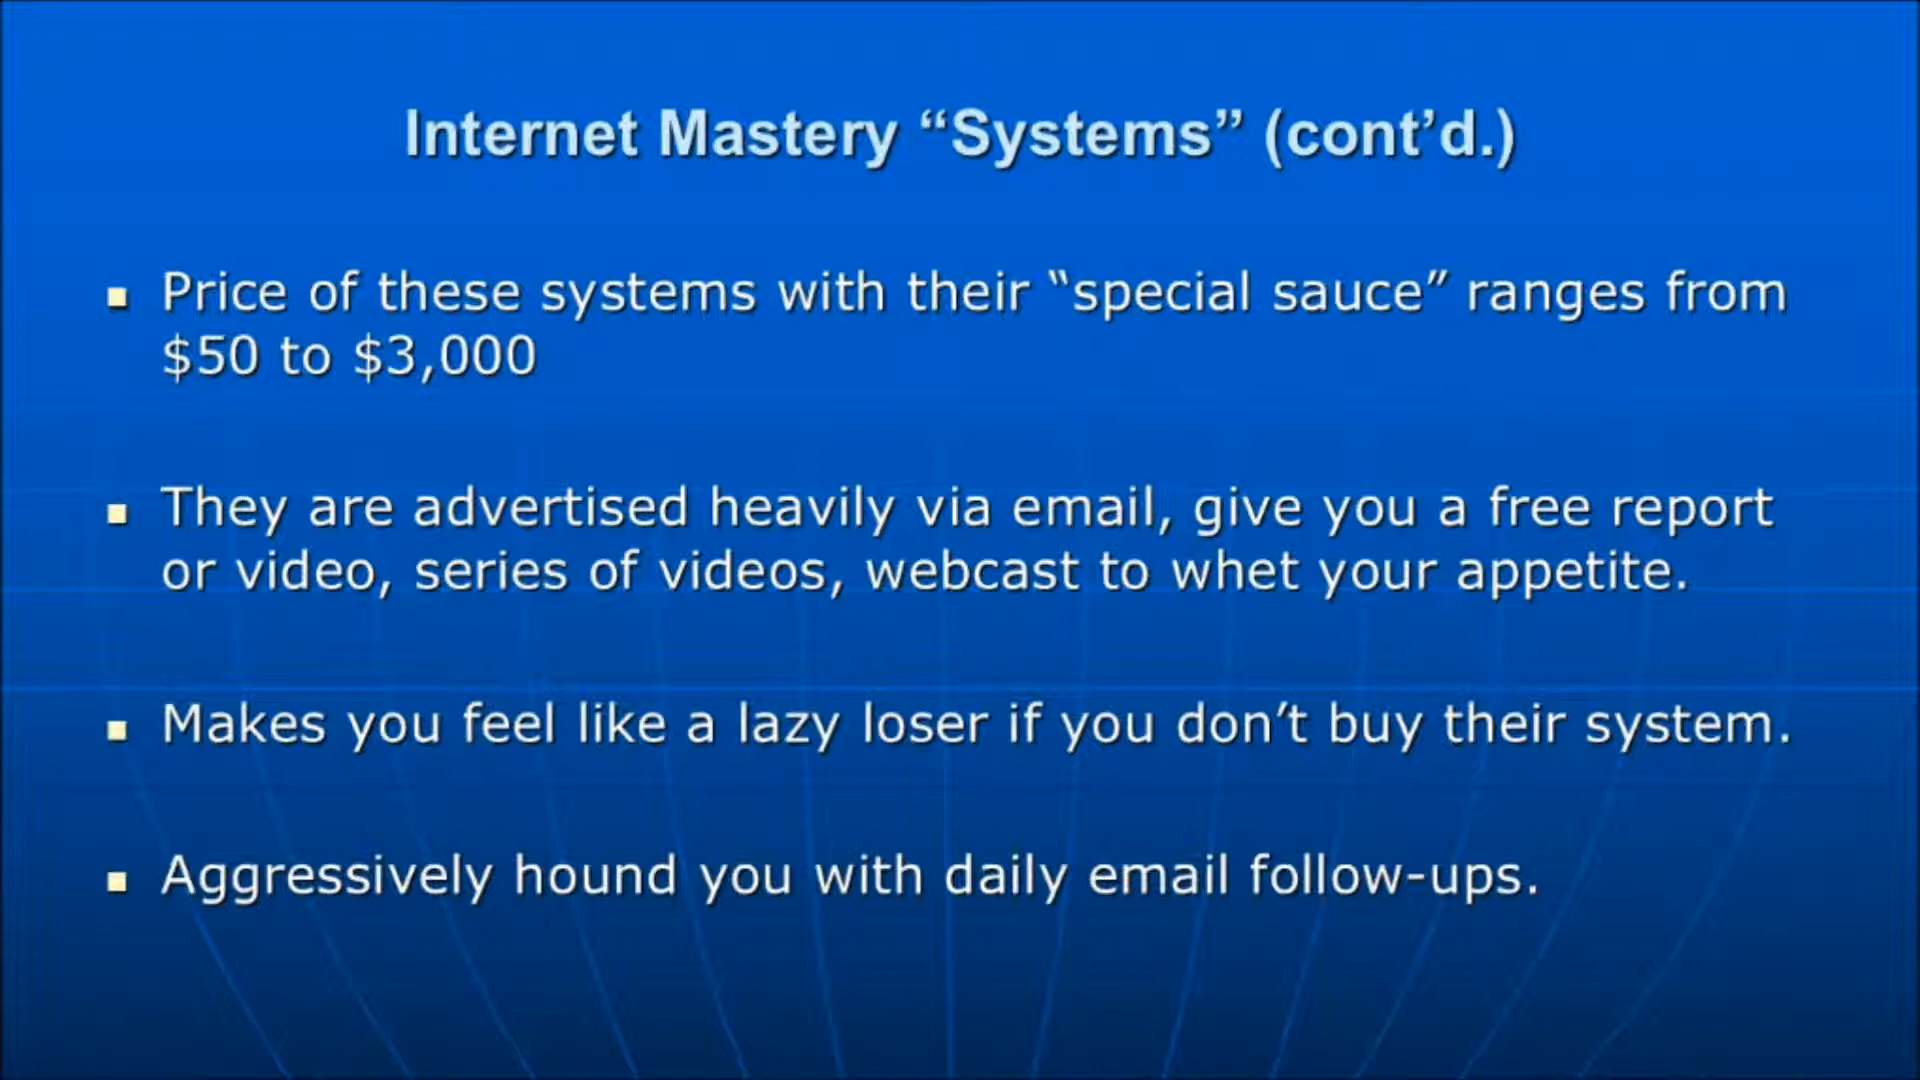 Internet Mastery “Systems” (cont’d.)
Price of these systems with their “special sauce” ranges from
$50 to $3,000
They are advertised heavily via email, give you a free report
or video, series of videos, webcast to whet your appetite.
Makes you feel like a lazy loser if you don’t buy their system.
Aggressively hound you with daily email follow-ups.